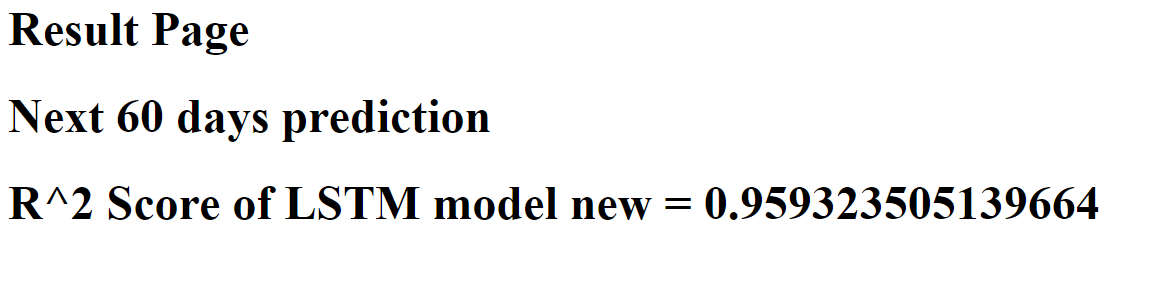 Result Page
Next 60 days prediction
R^2 Score of LSTM model new = 0.959323505139664